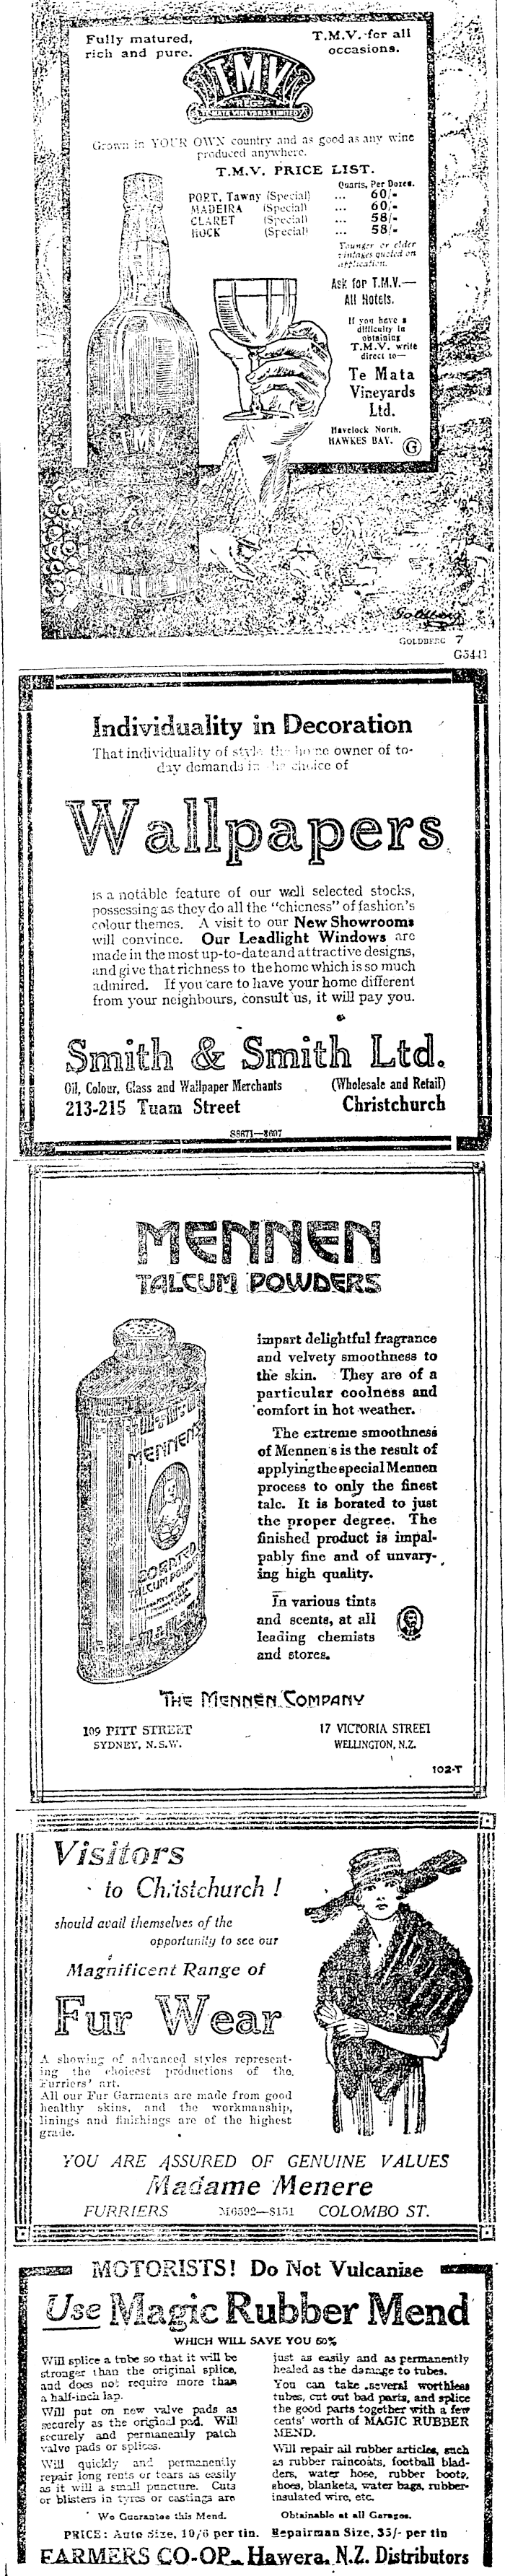 Fully matured,
rich and pure.
T.M.V. for all
occasions.
TMV
REGD
TE MATA VINEYARDS LIMITED
Grown in YOUR OWN country and as good as any wine
produced anywhere.
T.M.V. PRICE LIST.
Quarts, Per Dozen.
PORT, Tawny (Special) ... 60/-
MADEIRA (Special) ... 60/-
CLARET (Special) ... 58/-
HOCK (Special) ... 58/-
Younger or older
vintages quoted on
application.
Ask for T.M.V.—
All Hotels.
If you have a
difficulty in
obtaining
T.M.V. write
direct to—
Te Mata
Vineyards
Ltd.
Havelock North,
HAWKES BAY.
G
TMV
Goldberg
GOLDBERG 7
G5441
Individuality in Decoration
That individuality of style the home owner of to-
day demands in the choice of
Wallpapers
is a notable feature of our well selected stocks,
possessing as they do all the "chicness" of fashion's
colour themes. A visit to our New Showrooms
will convince. Our Leadlight Windows are
made in the most up-to-date and attractive designs,
and give that richness to the home which is so much
admired. If you care to have your home different
from your neighbours, consult us, it will pay you.
Smith & Smith Ltd.
Oil, Colour, Glass and Wallpaper Merchants (Wholesale and Retail)
213-215 Tuam Street Christchurch
S8671—8697
MENNEN
TALCUM POWDERS
impart delightful fragrance
and velvety smoothness to
the skin. They are of a
particular coolness and
comfort in hot weather.
The extreme smoothness
of Mennen's is the result of
applying the special Mennen
process to only the finest
talc. It is borated to just
the proper degree. The
finished product is impal-
pably fine and of unvary-
ing high quality.
In various tints
and scents, at all
leading chemists
and stores.
MENNEN'S
BORATED
TALCUM POWDER
THE MENNEN COMPANY
109 PITT STREET
SYDNEY, N.S.W.
17 VICTORIA STREET
WELLINGTON, N.Z.
102-T
Visitors
to Christchurch !
should avail themselves of the
opportunity to see our
Magnificent Range of
Fur Wear
A showing of advanced styles represent-
ing the choicest productions of the
Furriers' art.
All our Fur Garments are made from good
healthy skins, and the workmanship,
linings and finishings are of the highest
grade.
YOU ARE ASSURED OF GENUINE VALUES
Madame Menere
FURRIERS M6592—8151 COLOMBO ST.
MOTORISTS! Do Not Vulcanise
Use Magic Rubber Mend
WHICH WILL SAVE YOU 60%
Will splice a tube so that it will be
stronger than the original splice,
and does not require more than
a half-inch lap.
Will put on new valve pads as
securely as the original pad. Will
securely and permanently patch
valve pads or splices.
Will quickly and permanently
repair long rents or tears as easily
as it will a small puncture. Cuts
or blisters in tyres or castings are
just as easily and as permanently
healed as the damage to tubes.
You can take several worthless
tubes, cut out bad parts, and splice
the good parts together with a few
cents' worth of MAGIC RUBBER
MEND.
Will repair all rubber articles, such
as rubber raincoats, football blad-
ders, water hose, rubber boots,
shoes, blankets, water bags, rubber-
insulated wire, etc.
We Guarantee this Mend.
Obtainable at all Garages.
PRICE: Auto Size, 10/6 per tin. Repairman Size, 35/- per tin
FARMERS CO-OP., Hawera, N.Z. Distributors